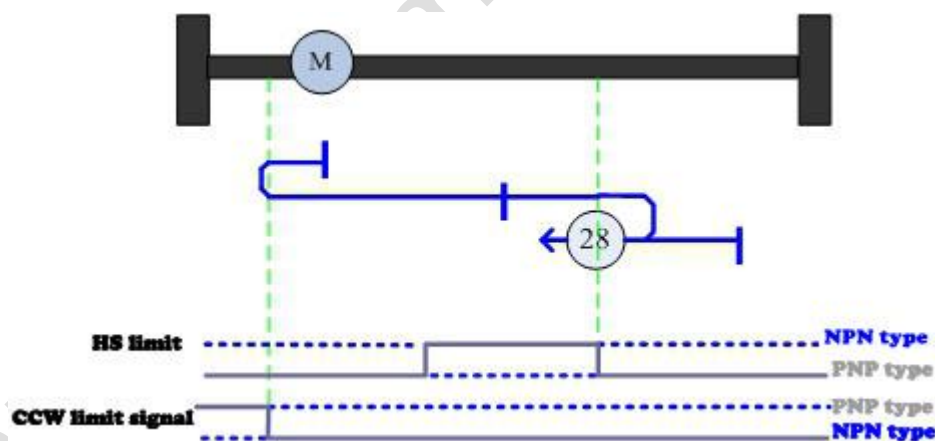 M
28
HS limit
NPN type
PNP type
CCW limit signal
PNP type
NPN type